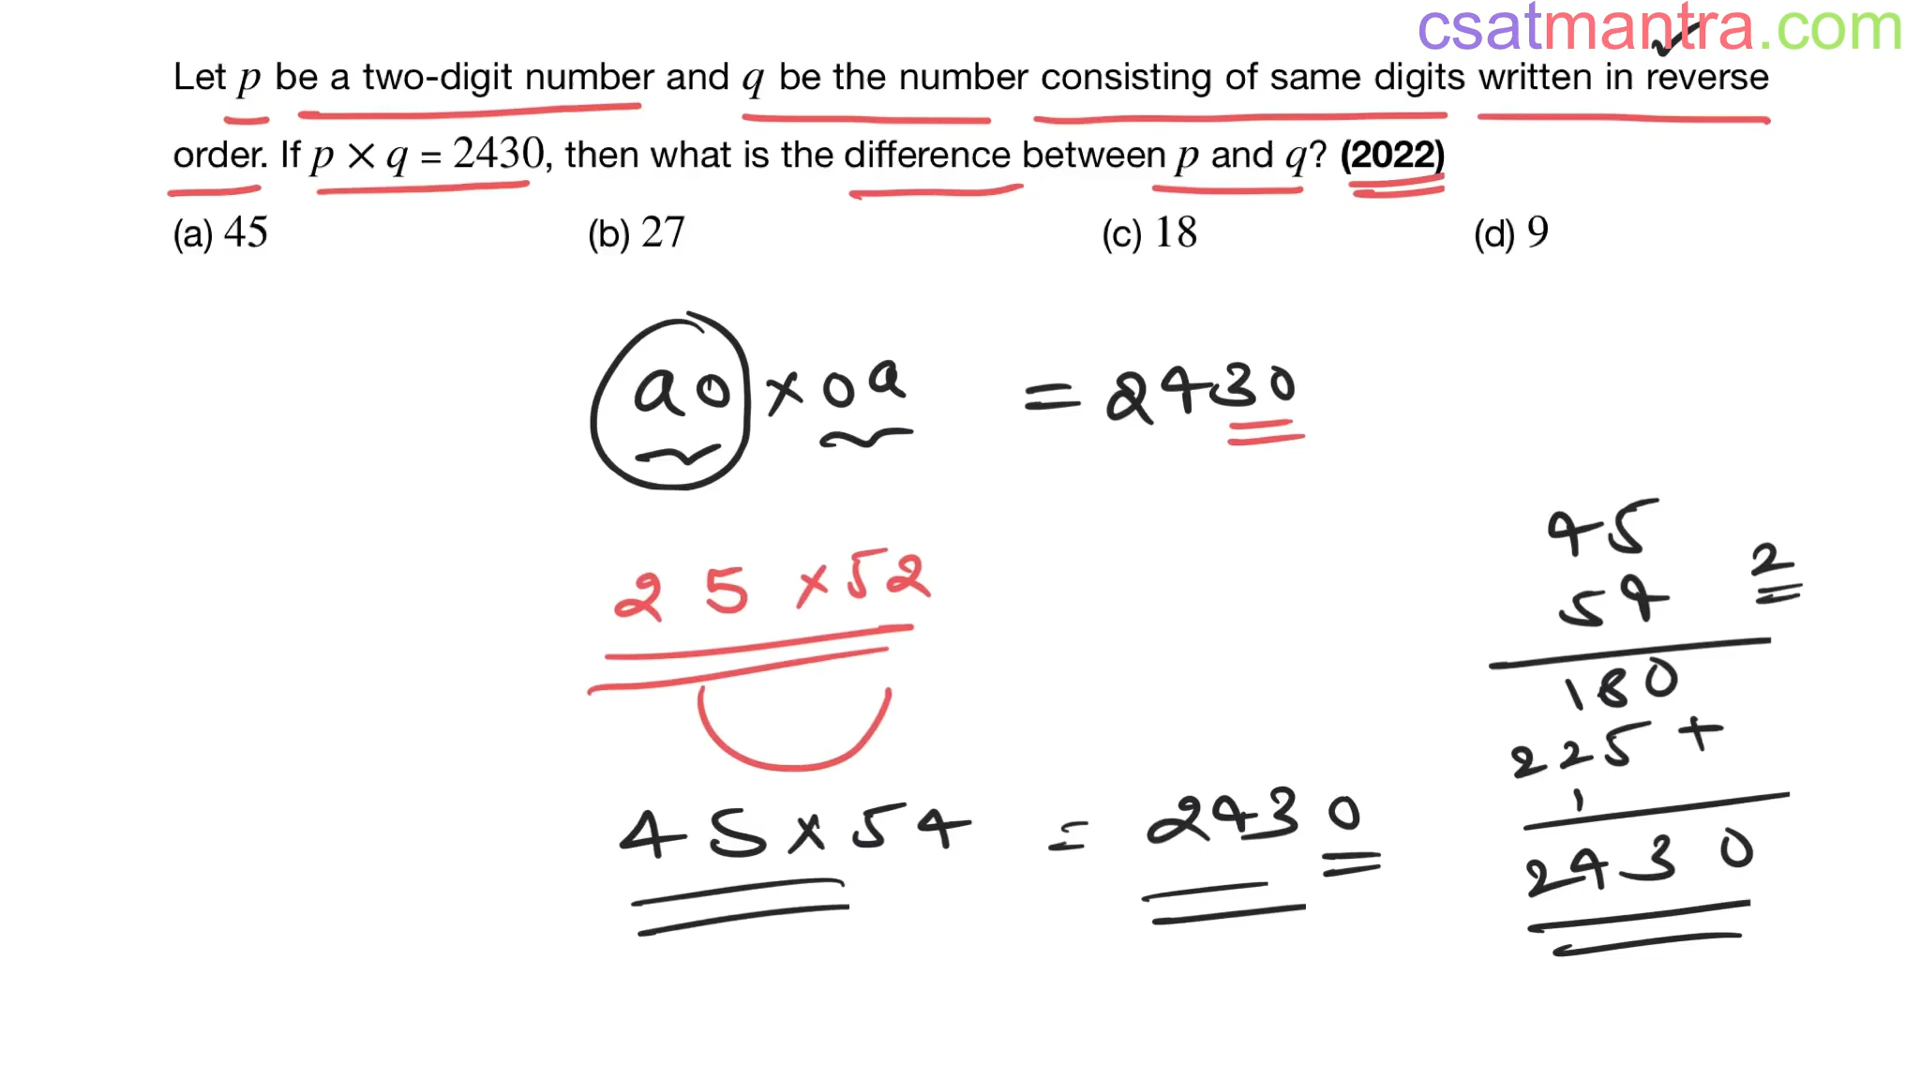 csatmantra.com
Let p be a two-digit number and q be the number consisting of same digits written in reverse
order. If p × q = 2430, then what is the difference between p and q? (2022)
(a) 45 (b) 27 (c) 18 (d) 9
a0 × 0a = 2430
25 × 52
45 × 54 = 2430
45
54 2
180
225 +
1
2430